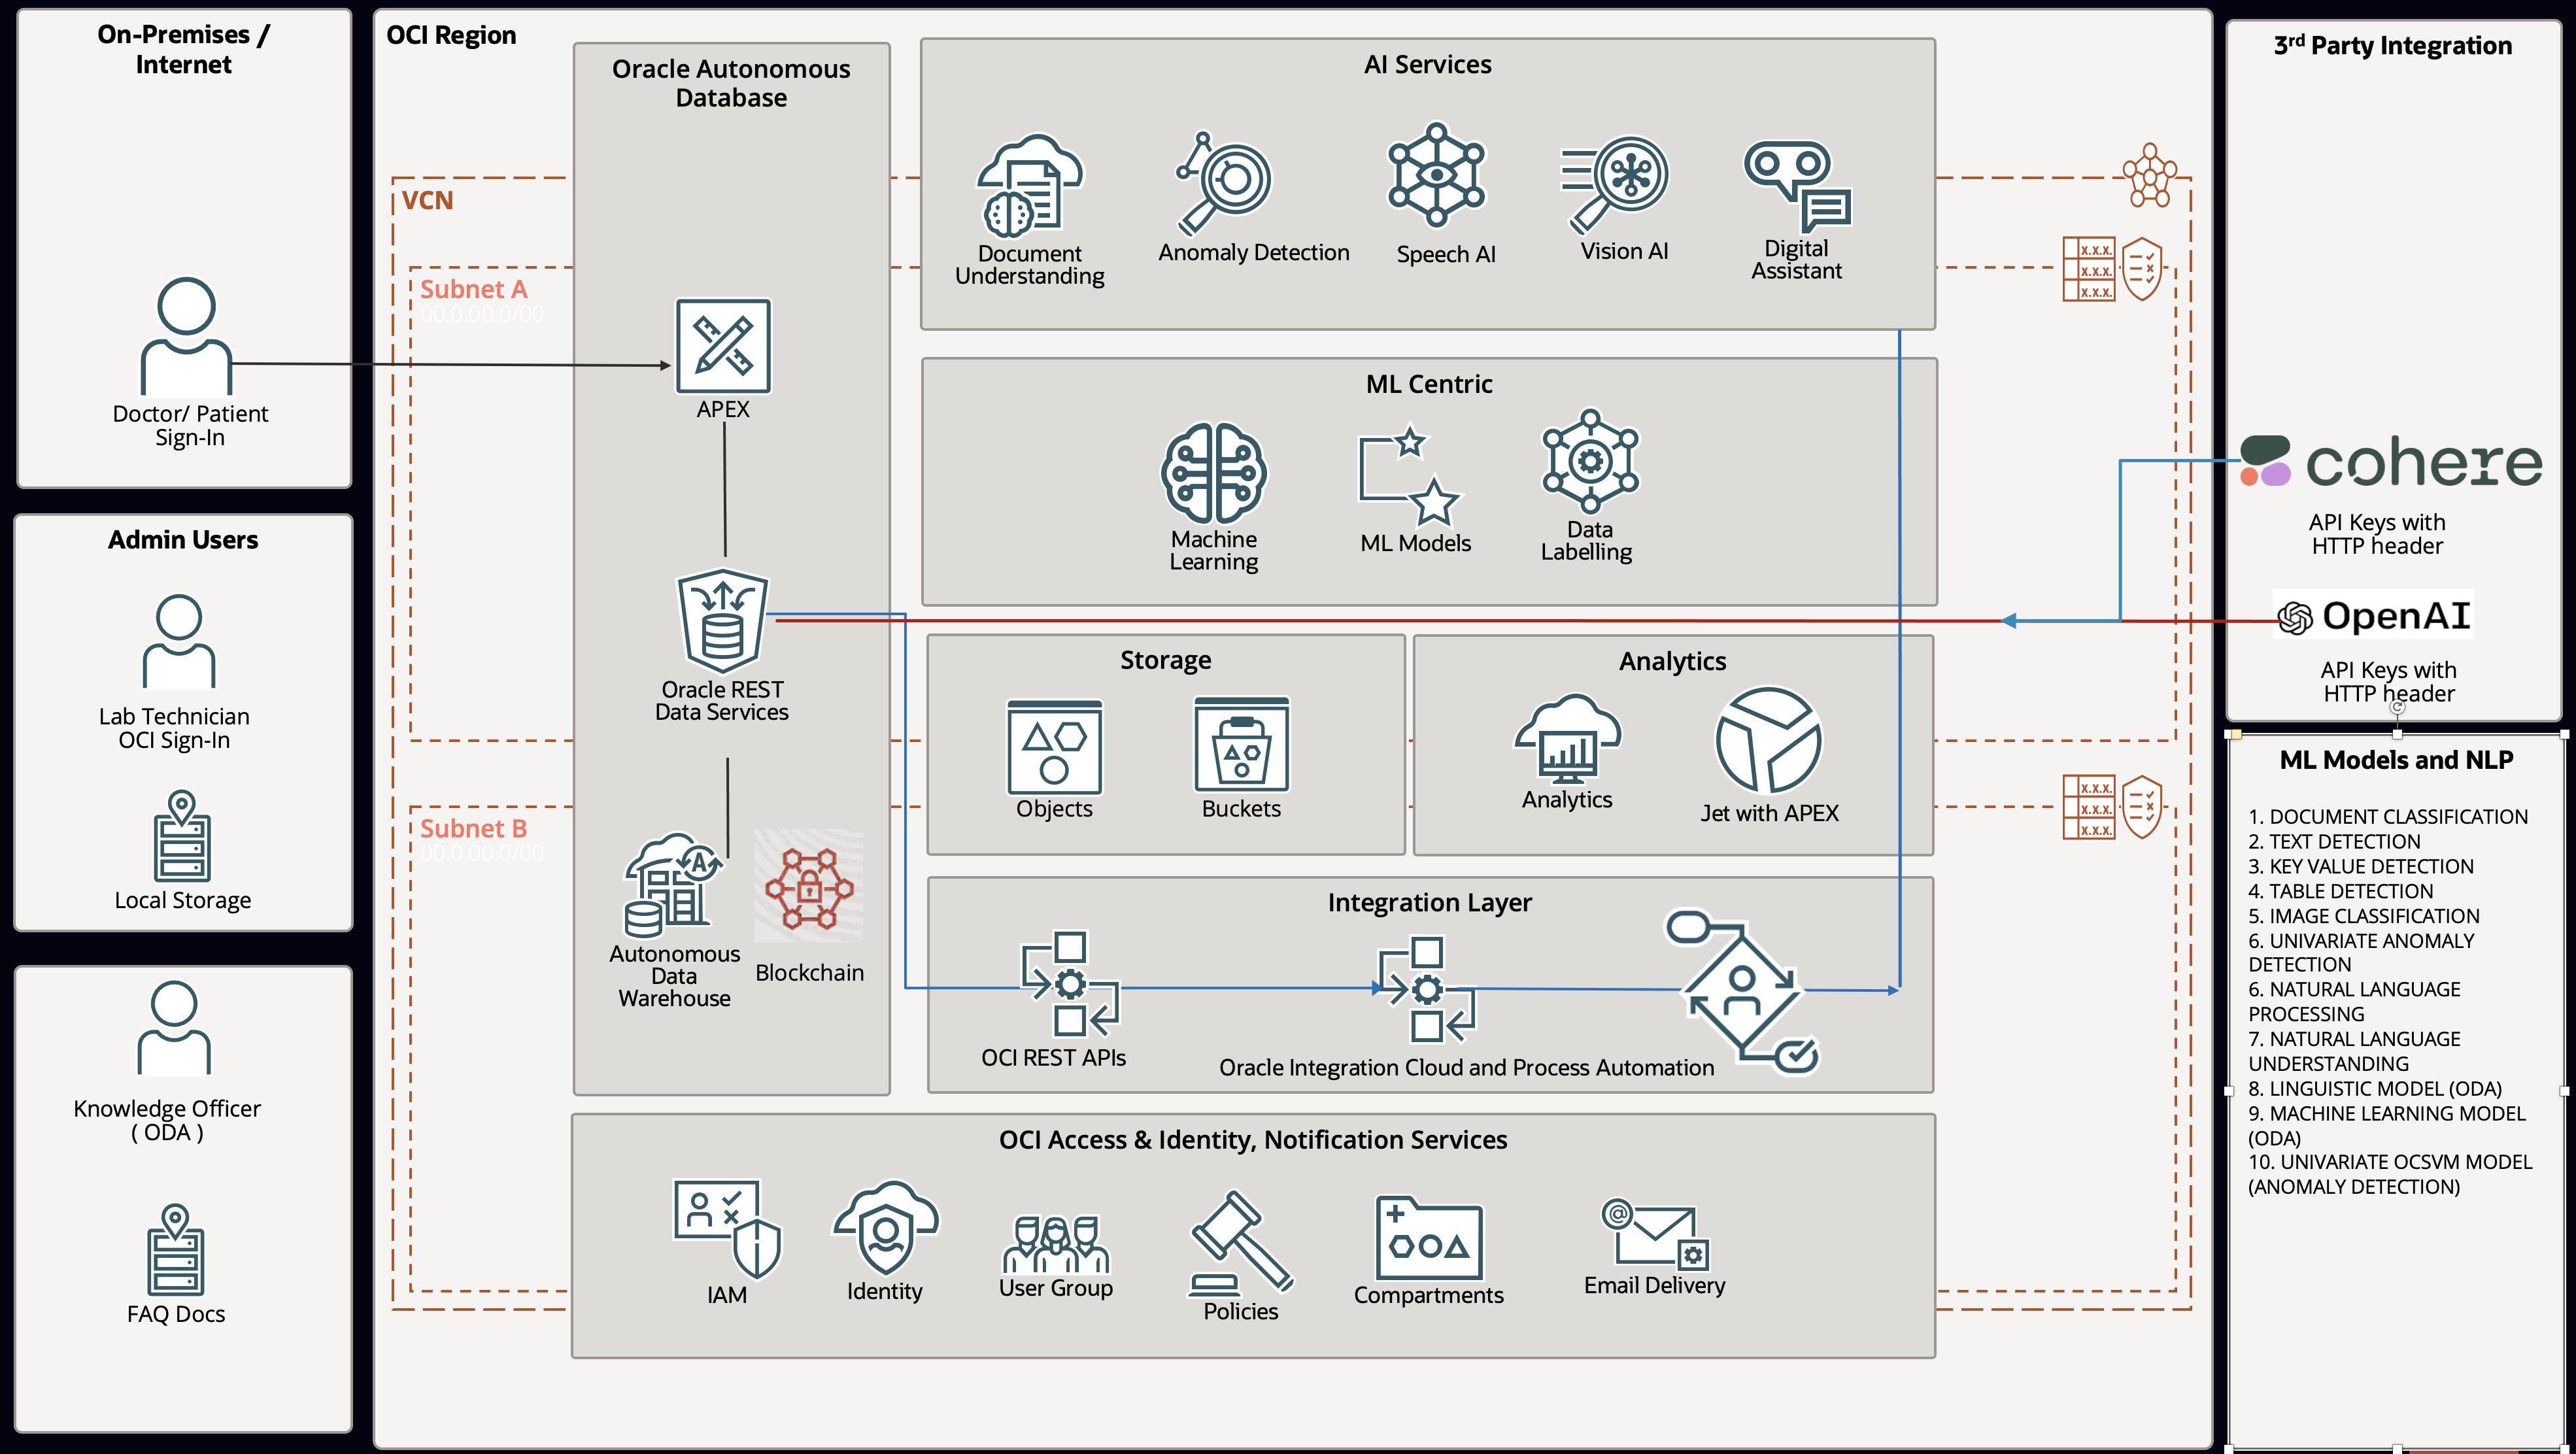 On-Premises /
Internet
Doctor/ Patient
Sign-In
Admin Users
Lab Technician
OCI Sign-In
Local Storage
Knowledge Officer
( ODA )
FAQ Docs
OCI Region
VCN
Subnet A
00.0.00.0/00
Subnet B
00.0.00.0/00
Oracle Autonomous
Database
APEX
Oracle REST
Data Services
A
Autonomous
Data
Warehouse
Blockchain
AI Services
Document
Understanding
Anomaly Detection
Speech AI
Vision AI
Digital
Assistant
ML Centric
Machine
Learning
ML Models
Data
Labelling
Storage
Objects
Buckets
Analytics
Analytics
Jet with APEX
Integration Layer
OCI REST APIs
Oracle Integration Cloud and Process Automation
OCI Access & Identity, Notification Services
IAM
Identity
User Group
Policies
Compartments
@
Email Delivery
X.X.X.
X.X.X.
X.X.X.
X.X.X.
X.X.X.
X.X.X.
3rd Party Integration
cohere
API Keys with
HTTP header
OpenAI
API Keys with
HTTP header
ML Models and NLP
1. DOCUMENT CLASSIFICATION
2. TEXT DETECTION
3. KEY VALUE DETECTION
4. TABLE DETECTION
5. IMAGE CLASSIFICATION
6. UNIVARIATE ANOMALY
DETECTION
6. NATURAL LANGUAGE
PROCESSING
7. NATURAL LANGUAGE
UNDERSTANDING
8. LINGUISTIC MODEL (ODA)
9. MACHINE LEARNING MODEL
(ODA)
10. UNIVARIATE OCSVM MODEL
(ANOMALY DETECTION)